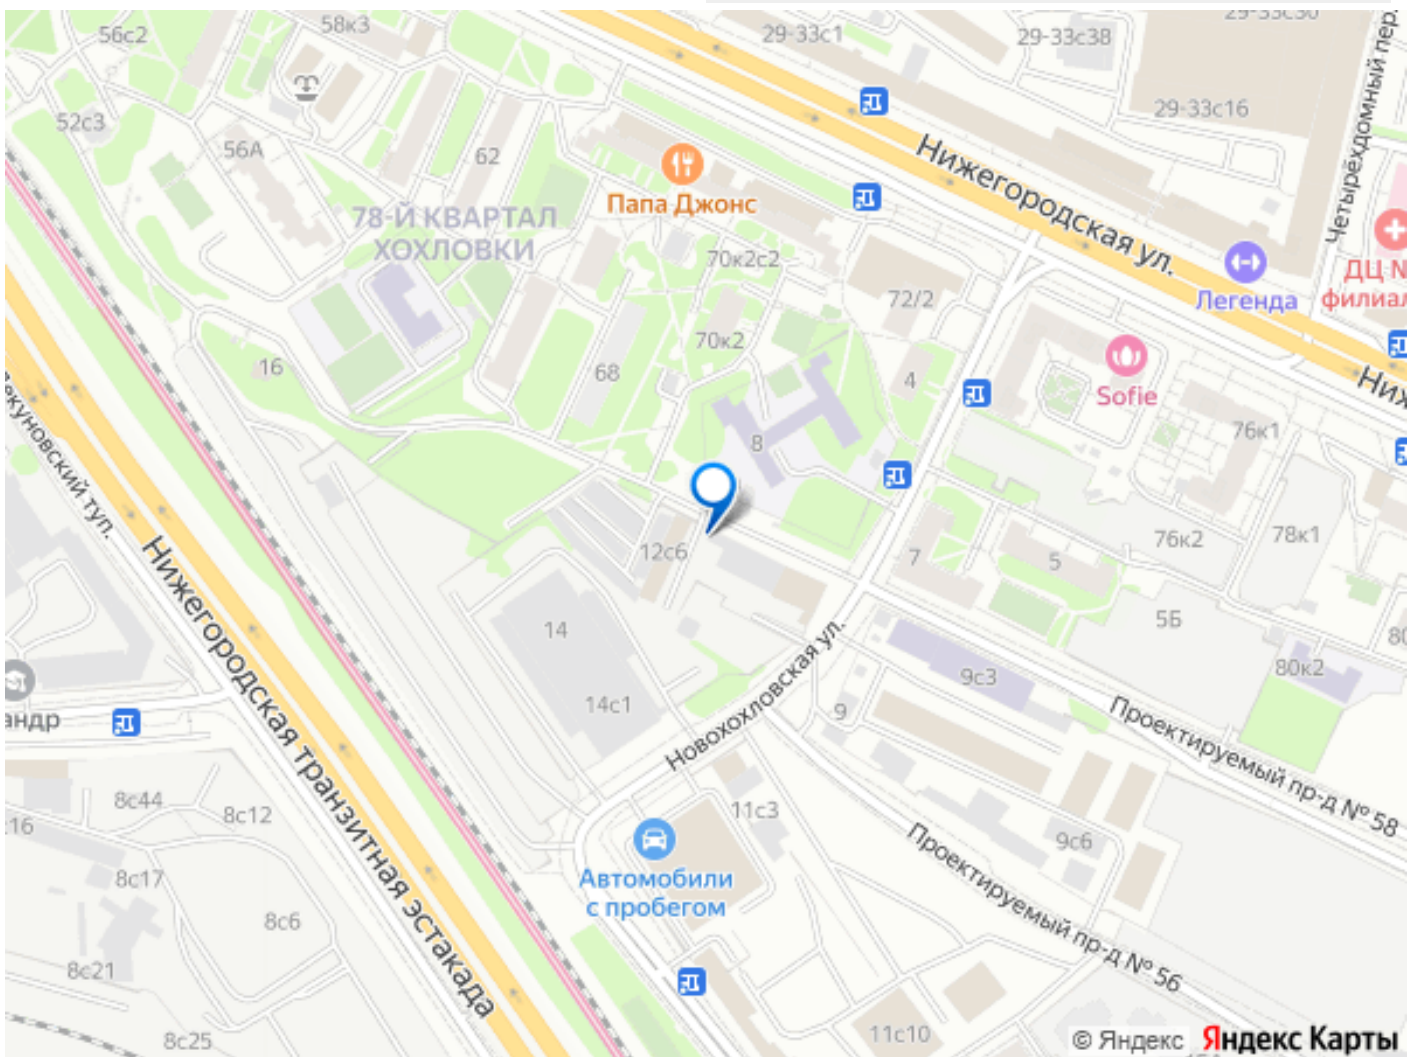 56с2
58к3
29-33с1
29-33с38
29-33с16
Четырёхдомный пер.
52с3
56А
62
Папа Джонс
Нижегородская ул.
78-Й КВАРТАЛ
ХОХЛОВКИ
70к2с2
72/2
Легенда
ДЦ №
филиал
16
68
70к2
4
Sofie
8
76к1
12с6
7
5
76к2
78к1
5Б
80к2
14
14с1
Новохохловская ул.
9
9с3
Проектируемый пр-д № 58
Нижегородская транзитная эстакада
8с44
8с12
8с17
8с6
8с21
8с25
11с3
Автомобили
с пробегом
9с6
Проектируемый пр-д № 56
11с10
© Яндекс Яндекс Карты